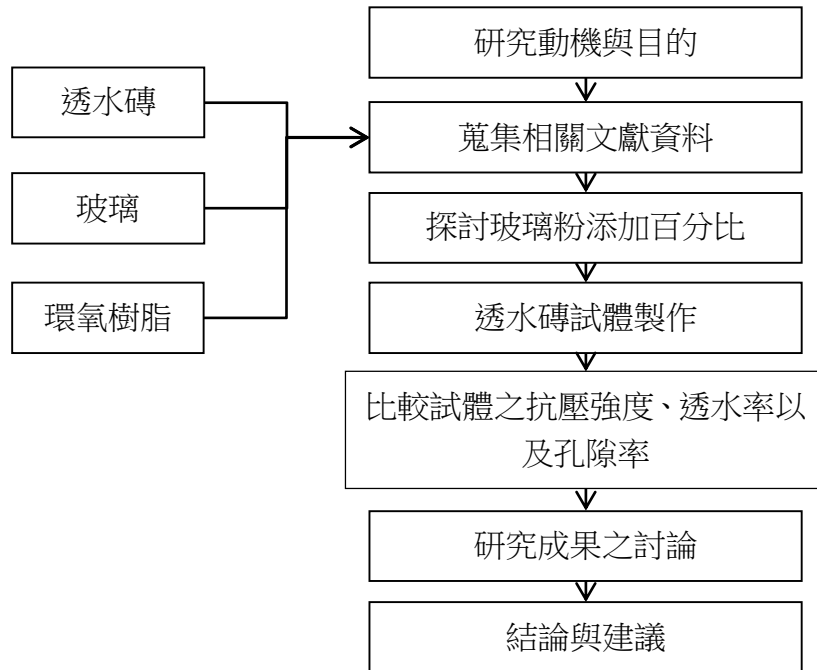 研究動機與目的
透水磚
蒐集相關文獻資料
玻璃
探討玻璃粉添加百分比
環氧樹脂
透水磚試體製作
比較試體之抗壓強度、透水率以
及孔隙率
研究成果之討論
結論與建議